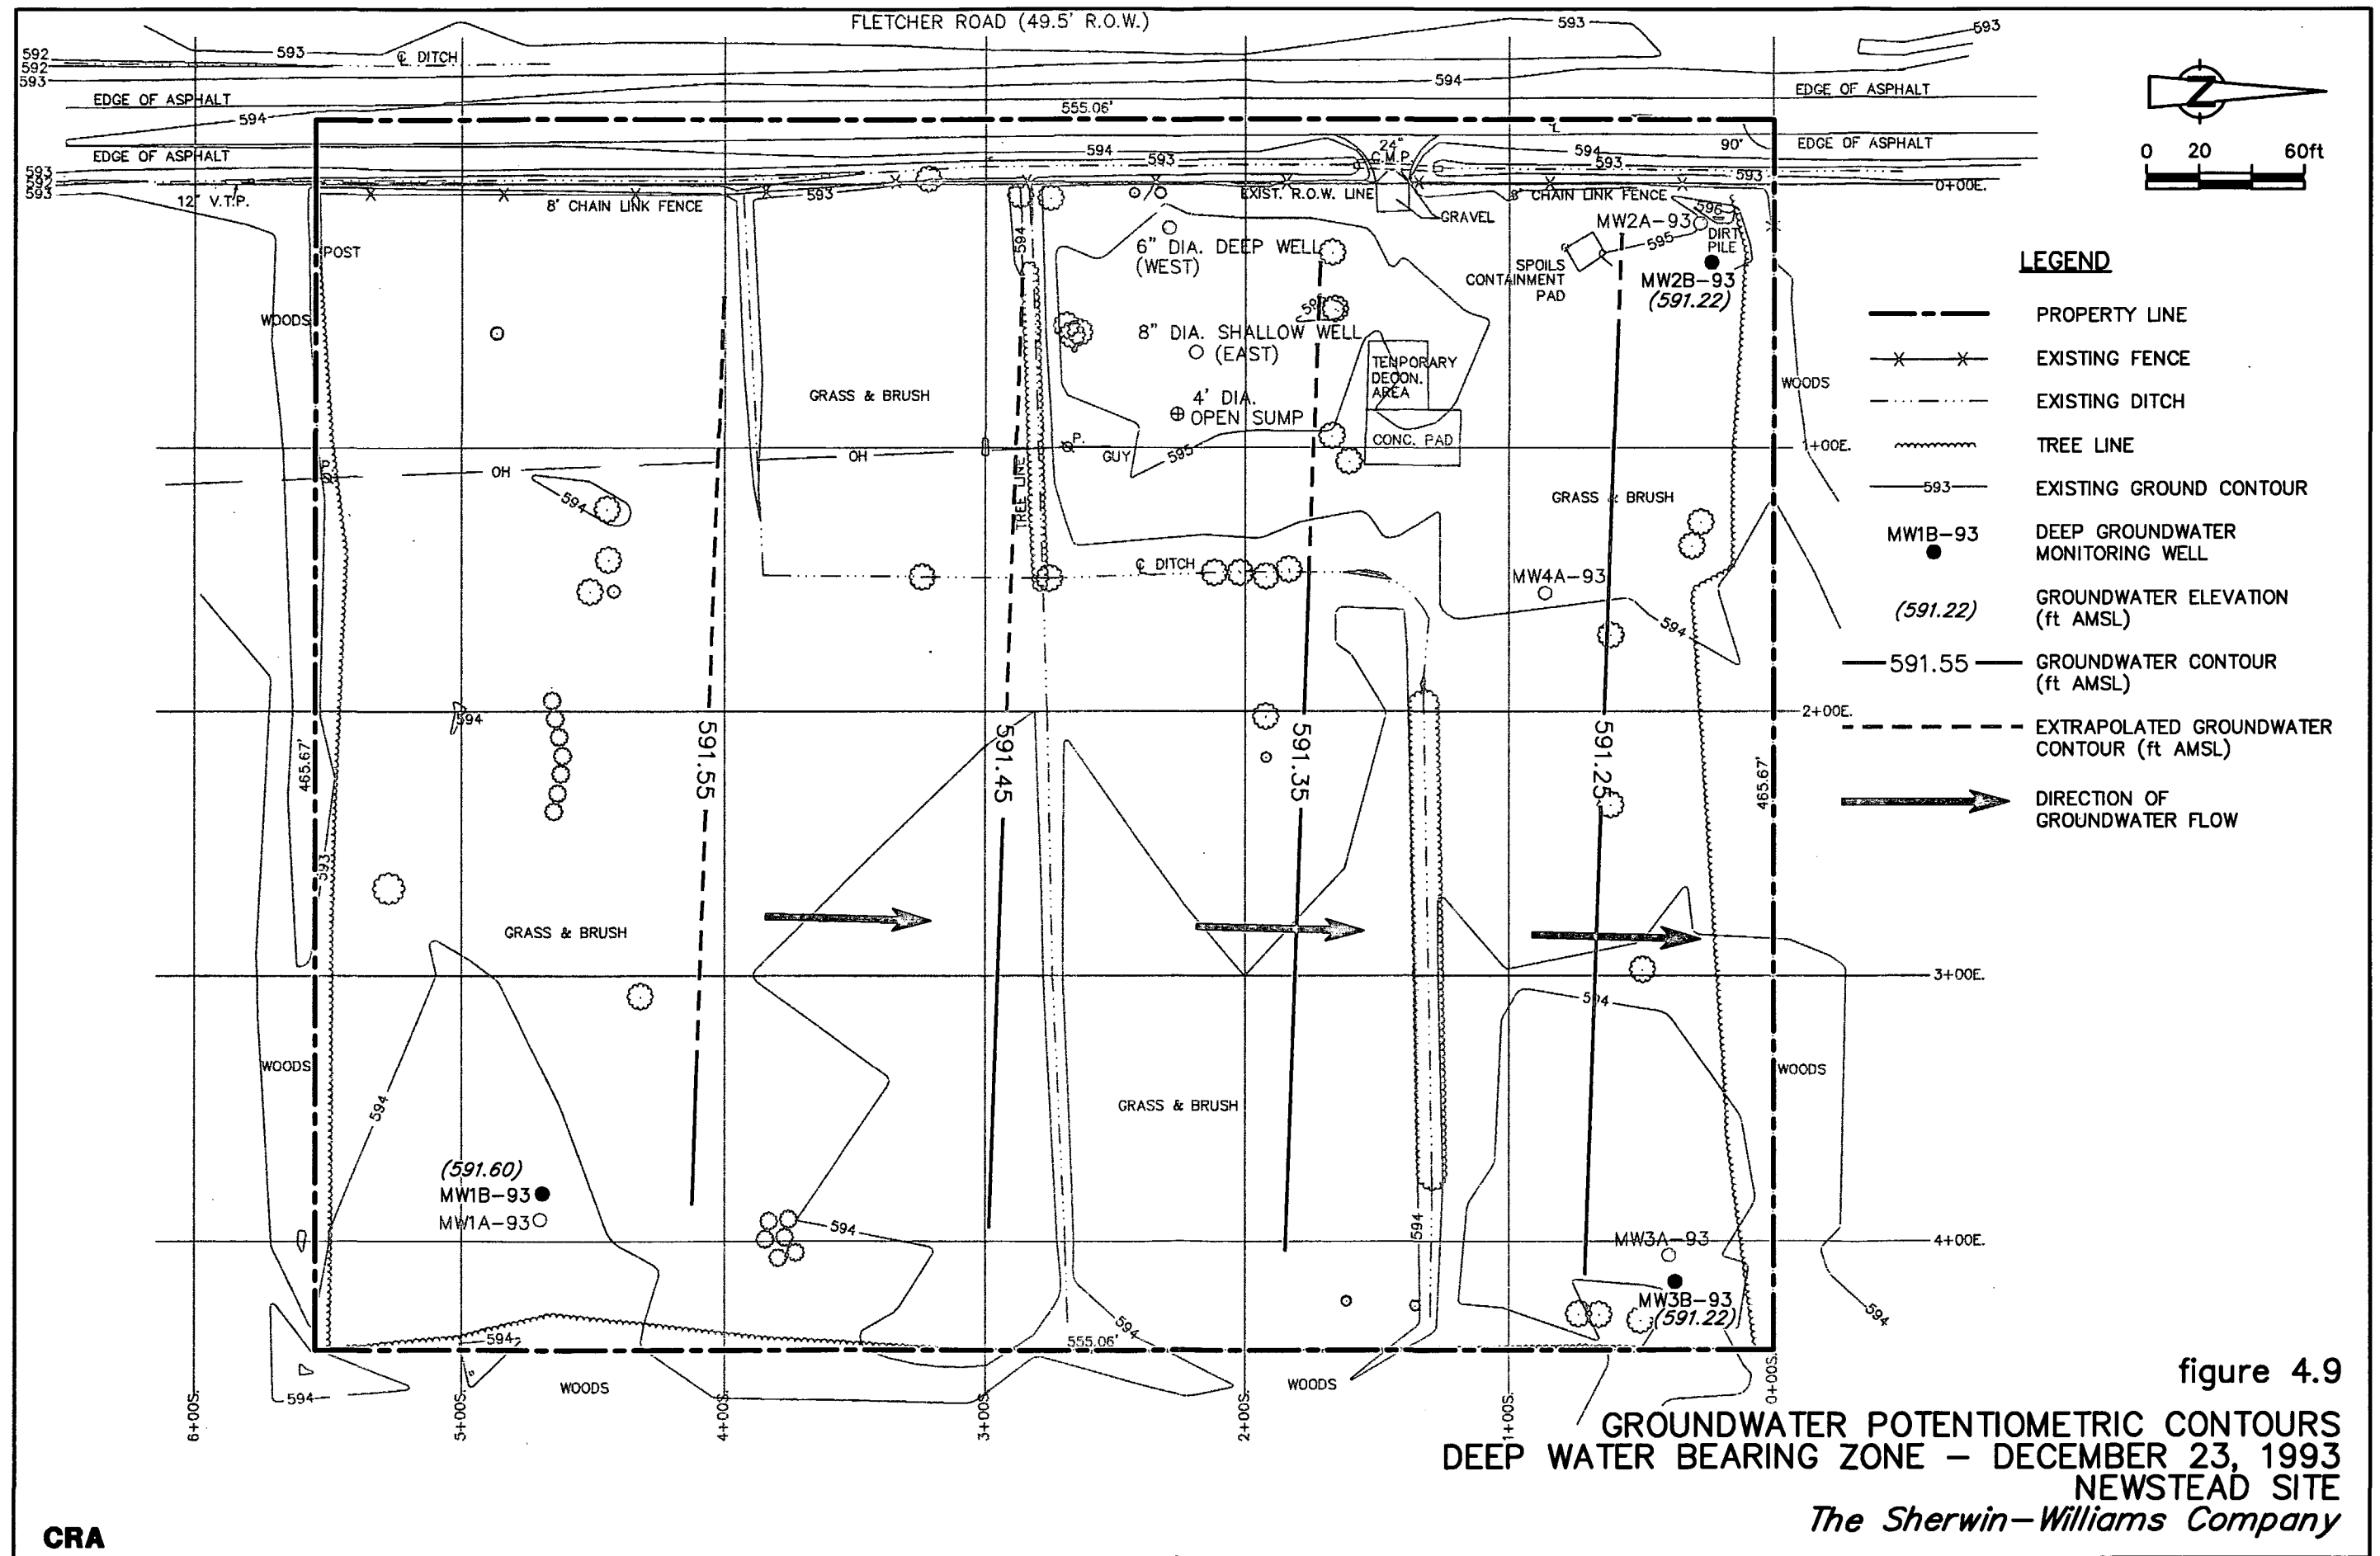 FLETCHER ROAD (49.5' R.O.W.)
593
593
592
592
593
593
℄ DITCH
594
EDGE OF ASPHALT
EDGE OF ASPHALT
555.06'
594
EDGE OF ASPHALT
90°
EDGE OF ASPHALT
24"
C.M.P.
594
593
594
593
593
593
592
593
12" V.T.P.
8' CHAIN LINK FENCE
593
EXIST. R.O.W. LINE
8' CHAIN LINK FENCE
0+00E.
GRAVEL
596
MW2A-93
DIRT
PILE
595
POST
594
6" DIA. DEEP WELL
(WEST)
SPOILS
CONTAINMENT
PAD
MW2B-93
(591.22)
WOODS
8" DIA. SHALLOW WELL
(EAST)
TEMPORARY
DECON.
AREA
WOODS
GRASS & BRUSH
4' DIA.
OPEN SUMP
CONC. PAD
P.
GUY
595
1+00E.
P.
OH
OH
TREE LINE
594
GRASS & BRUSH
℄ DITCH
MW4A-93
594
594
2+00E.
465.67'
591.55
591.45
591.35
591.25
465.67'
593
GRASS & BRUSH
3+00E.
594
WOODS
WOODS
594
GRASS & BRUSH
(591.60)
MW1B-93
MW1A-93
594
594
MW3A-93
4+00E.
MW3B-93
(591.22)
594
594
594
555.06'
594
WOODS
WOODS
6+00S.
5+00S.
4+00S.
3+00S.
2+00S.
1+00S.
0+00S.
Z
0 20 60ft
LEGEND
PROPERTY LINE
EXISTING FENCE
EXISTING DITCH
TREE LINE
593 EXISTING GROUND CONTOUR
MW1B-93 DEEP GROUNDWATER
MONITORING WELL
(591.22) GROUNDWATER ELEVATION
(ft AMSL)
591.55 GROUNDWATER CONTOUR
(ft AMSL)
EXTRAPOLATED GROUNDWATER
CONTOUR (ft AMSL)
DIRECTION OF
GROUNDWATER FLOW
figure 4.9
GROUNDWATER POTENTIOMETRIC CONTOURS
DEEP WATER BEARING ZONE – DECEMBER 23, 1993
NEWSTEAD SITE
The Sherwin-Williams Company
CRA